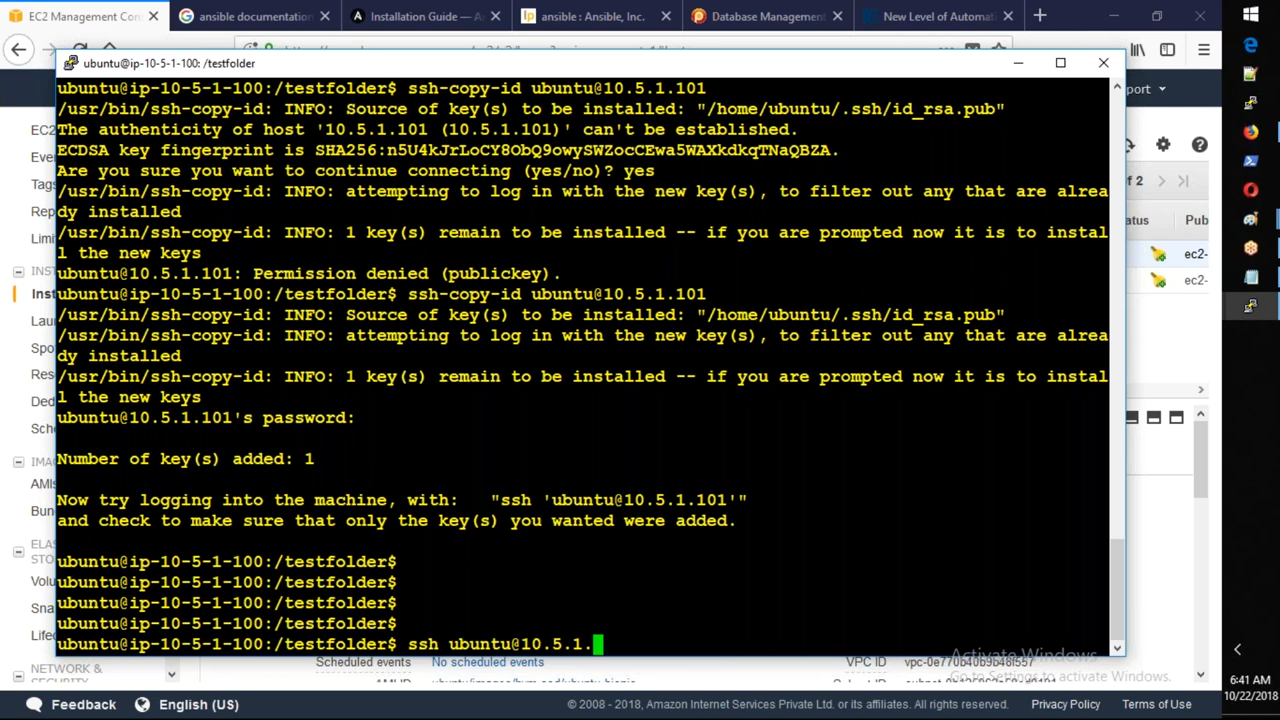 EC2 Management Con
ansible documentation
Installation Guide — A
ansible : Ansible, Inc.
Database Management
New Level of Automati
ubuntu@ip-10-5-1-100: /testfolder
ubuntu@ip-10-5-1-100:/testfolder$ ssh-copy-id ubuntu@10.5.1.101
/usr/bin/ssh-copy-id: INFO: Source of key(s) to be installed: "/home/ubuntu/.ssh/id_rsa.pub"
The authenticity of host '10.5.1.101 (10.5.1.101)' can't be established.
ECDSA key fingerprint is SHA256:n5U4kJrLoCY8ObQ9owySWZocCEwa5WAXkdkqTNaQBZA.
Are you sure you want to continue connecting (yes/no)? yes
/usr/bin/ssh-copy-id: INFO: attempting to log in with the new key(s), to filter out any that are alrea
dy installed
/usr/bin/ssh-copy-id: INFO: 1 key(s) remain to be installed -- if you are prompted now it is to instal
l the new keys
ubuntu@10.5.1.101: Permission denied (publickey).
ubuntu@ip-10-5-1-100:/testfolder$ ssh-copy-id ubuntu@10.5.1.101
/usr/bin/ssh-copy-id: INFO: Source of key(s) to be installed: "/home/ubuntu/.ssh/id_rsa.pub"
/usr/bin/ssh-copy-id: INFO: attempting to log in with the new key(s), to filter out any that are alrea
dy installed
/usr/bin/ssh-copy-id: INFO: 1 key(s) remain to be installed -- if you are prompted now it is to instal
l the new keys
ubuntu@10.5.1.101's password:
Number of key(s) added: 1
Now try logging into the machine, with:   "ssh 'ubuntu@10.5.1.101'"
and check to make sure that only the key(s) you wanted were added.
ubuntu@ip-10-5-1-100:/testfolder$
ubuntu@ip-10-5-1-100:/testfolder$
ubuntu@ip-10-5-1-100:/testfolder$
ubuntu@ip-10-5-1-100:/testfolder$
ubuntu@ip-10-5-1-100:/testfolder$ ssh ubuntu@10.5.1.
EC2
Even
Tags
Rep
Limi
INST
Inst
Lau
Spo
Res
Ded
Sch
IMAG
AMIs
Bun
ELAS
STO
Volu
Sna
Lifec
NETWORK &
SECURITY
port
of 2
tatus
Pub
ec2-
ec2-
Scheduled events
No scheduled events
VPC ID
vpc-0e770b40b9b48f557
Activate Windows
Go to Settings to activate Windows.
6:41 AM
10/22/2018
Feedback
English (US)
© 2008 - 2018, Amazon Internet Services Private Ltd. or its affiliates. All rights reserved.
Privacy Policy
Terms of Use